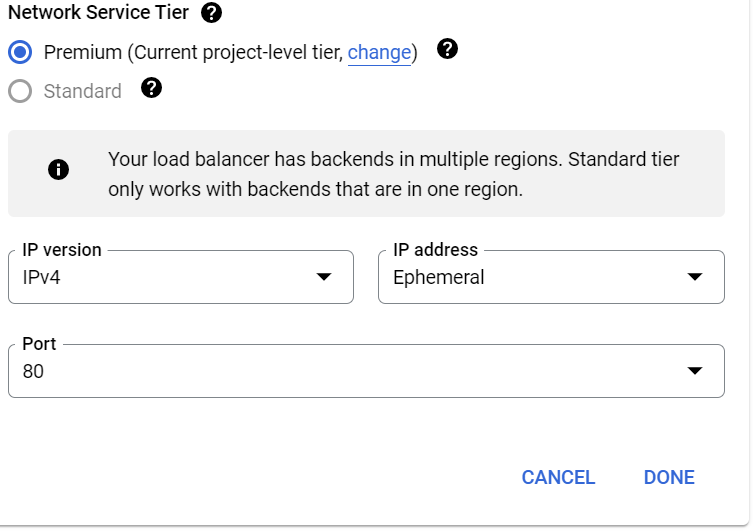 Network Service Tier ?
Premium (Current project-level tier, change) ?
Standard ?
Your load balancer has backends in multiple regions. Standard tier
only works with backends that are in one region.
IP version
IPv4
IP address
Ephemeral
Port
80
CANCEL DONE